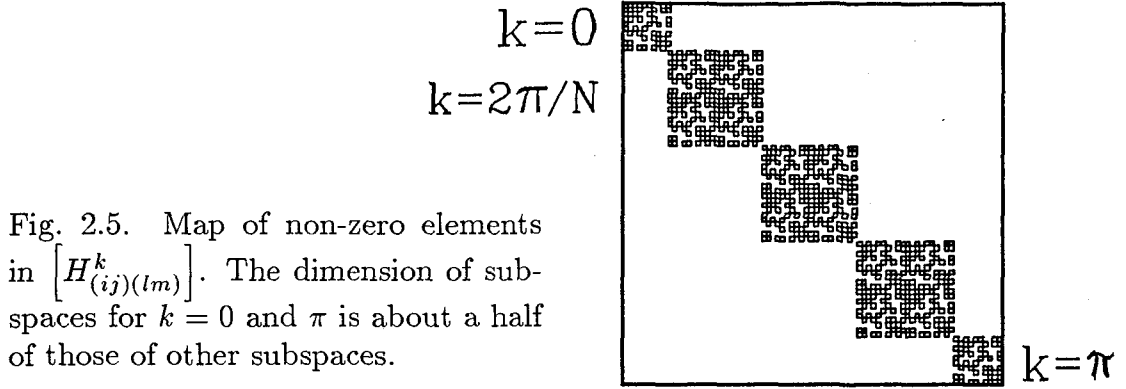 k=0
k=2π/N
Fig. 2.5. Map of non-zero elements
in [H^k_{(ij)(lm)}]. The dimension of sub-
spaces for k = 0 and π is about a half
of those of other subspaces.
k=π